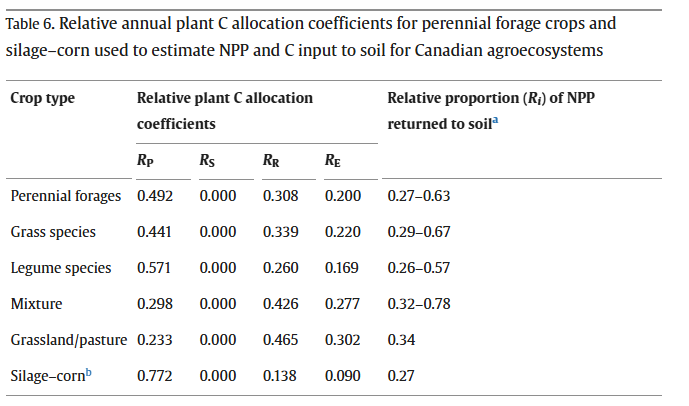 Table 6. Relative annual plant C allocation coefficients for perennial forage crops and
silage–corn used to estimate NPP and C input to soil for Canadian agroecosystems
Crop type Relative plant C allocation coefficients Relative proportion (Ri) of NPP returned to soil a
RP RS RR RE
Perennial forages 0.492 0.000 0.308 0.200 0.27–0.63
Grass species 0.441 0.000 0.339 0.220 0.29–0.67
Legume species 0.571 0.000 0.260 0.169 0.26–0.57
Mixture 0.298 0.000 0.426 0.277 0.32–0.78
Grassland/pasture 0.233 0.000 0.465 0.302 0.34
Silage–corn b 0.772 0.000 0.138 0.090 0.27